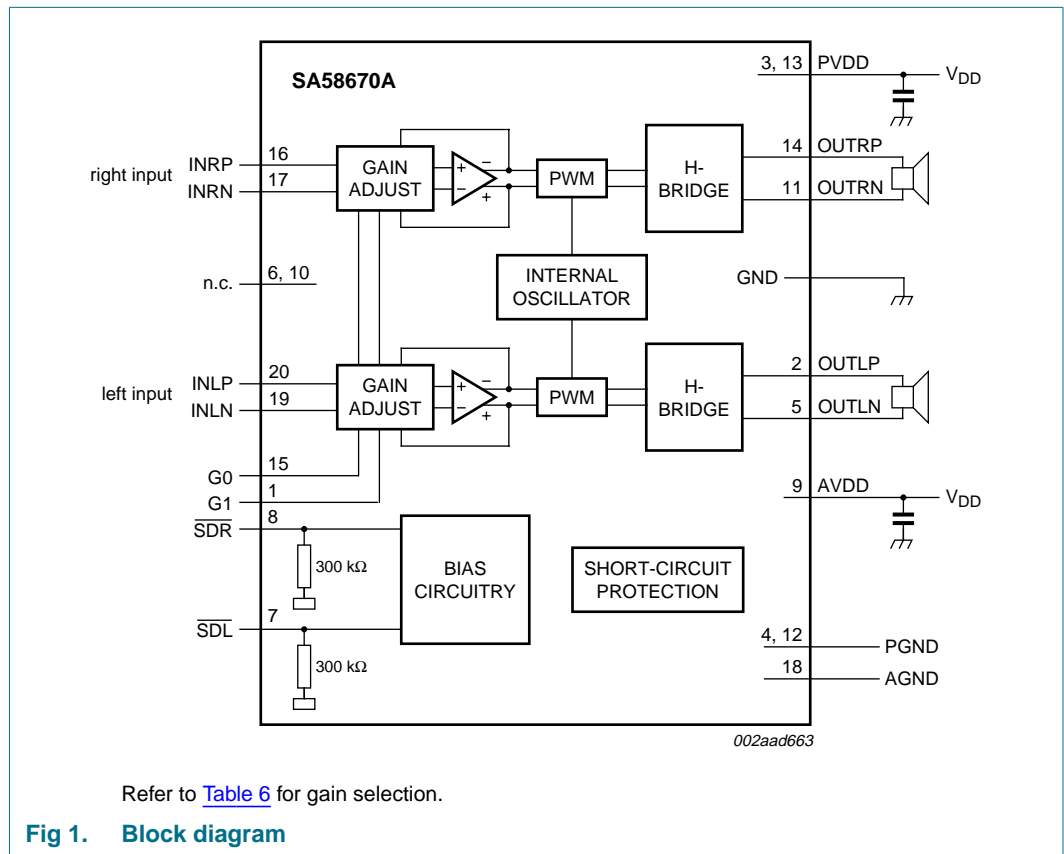 SA58670A
3, 13 PVDD
VDD
right input
INRP 16
INRN 17
GAIN
ADJUST
+ −
− +
PWM
H-
BRIDGE
14 OUTRP
11 OUTRN
n.c. 6, 10
INTERNAL
OSCILLATOR
GND
left input
INLP 20
INLN 19
GAIN
ADJUST
+ −
− +
PWM
H-
BRIDGE
2 OUTLP
5 OUTLN
G0 15
G1 1
9 AVDD
VDD
SDR 8
300 kΩ
BIAS
CIRCUITRY
SHORT-CIRCUIT
PROTECTION
SDL 7
300 kΩ
4, 12 PGND
18 AGND
002aad663
Refer to Table 6 for gain selection.
Fig 1. Block diagram